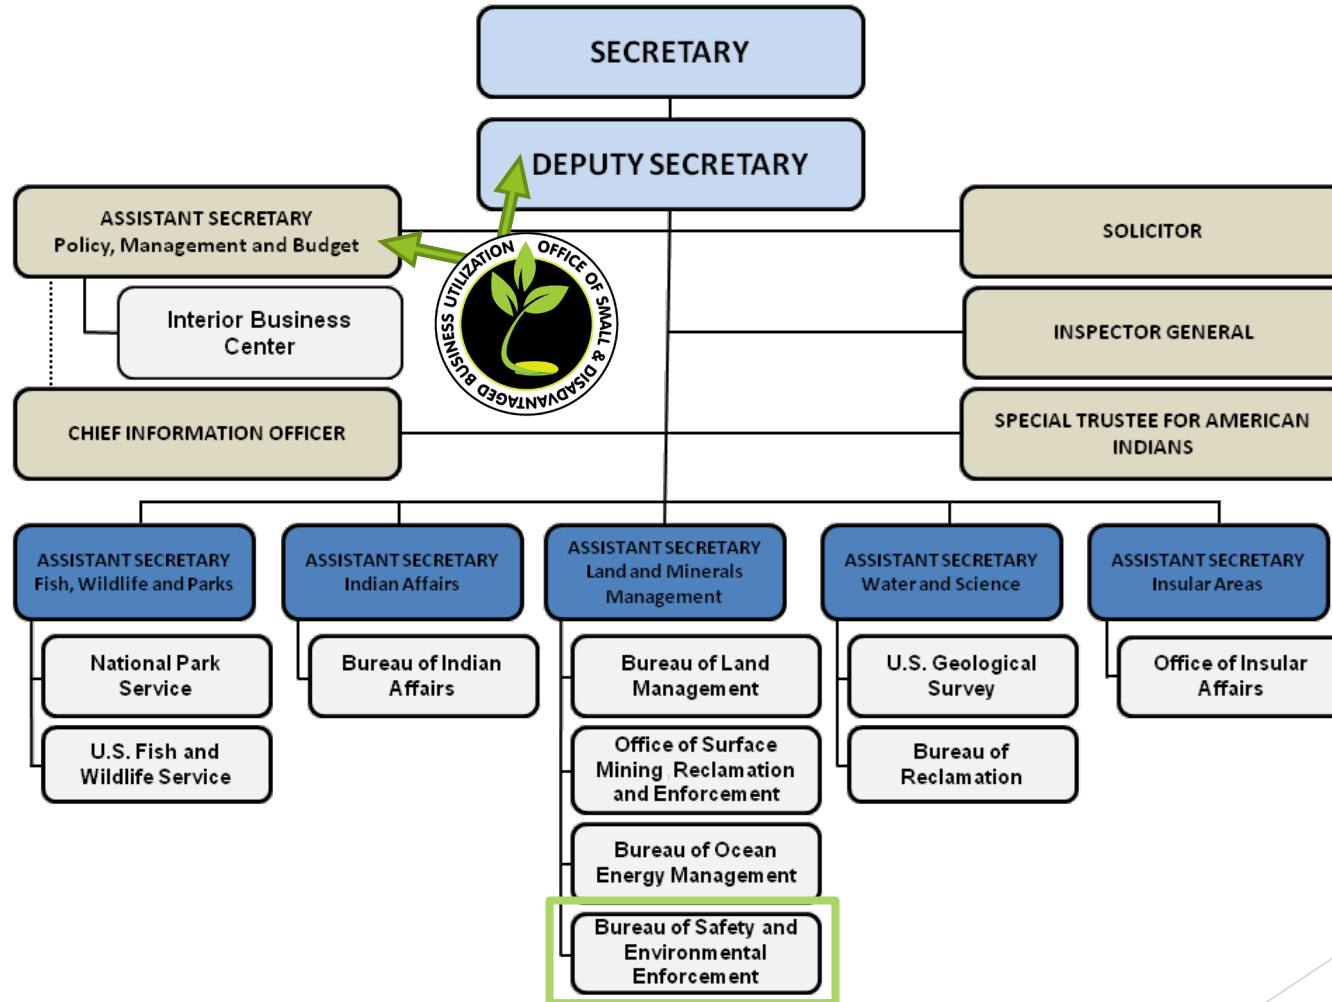 SECRETARY
DEPUTY SECRETARY
ASSISTANT SECRETARY
Policy, Management and Budget
SOLICITOR
OFFICE OF SMALL & DISADVANTAGED BUSINESS UTILIZATION
Interior Business
Center
INSPECTOR GENERAL
CHIEF INFORMATION OFFICER
SPECIAL TRUSTEE FOR AMERICAN
INDIANS
ASSISTANT SECRETARY
Fish, Wildlife and Parks
ASSISTANT SECRETARY
Indian Affairs
ASSISTANT SECRETARY
Land and Minerals
Management
ASSISTANT SECRETARY
Water and Science
ASSISTANT SECRETARY
Insular Areas
National Park
Service
U.S. Fish and
Wildlife Service
Bureau of Indian
Affairs
Bureau of Land
Management
Office of Surface
Mining, Reclamation
and Enforcement
Bureau of Ocean
Energy Management
Bureau of Safety and
Environmental
Enforcement
U.S. Geological
Survey
Bureau of
Reclamation
Office of Insular
Affairs